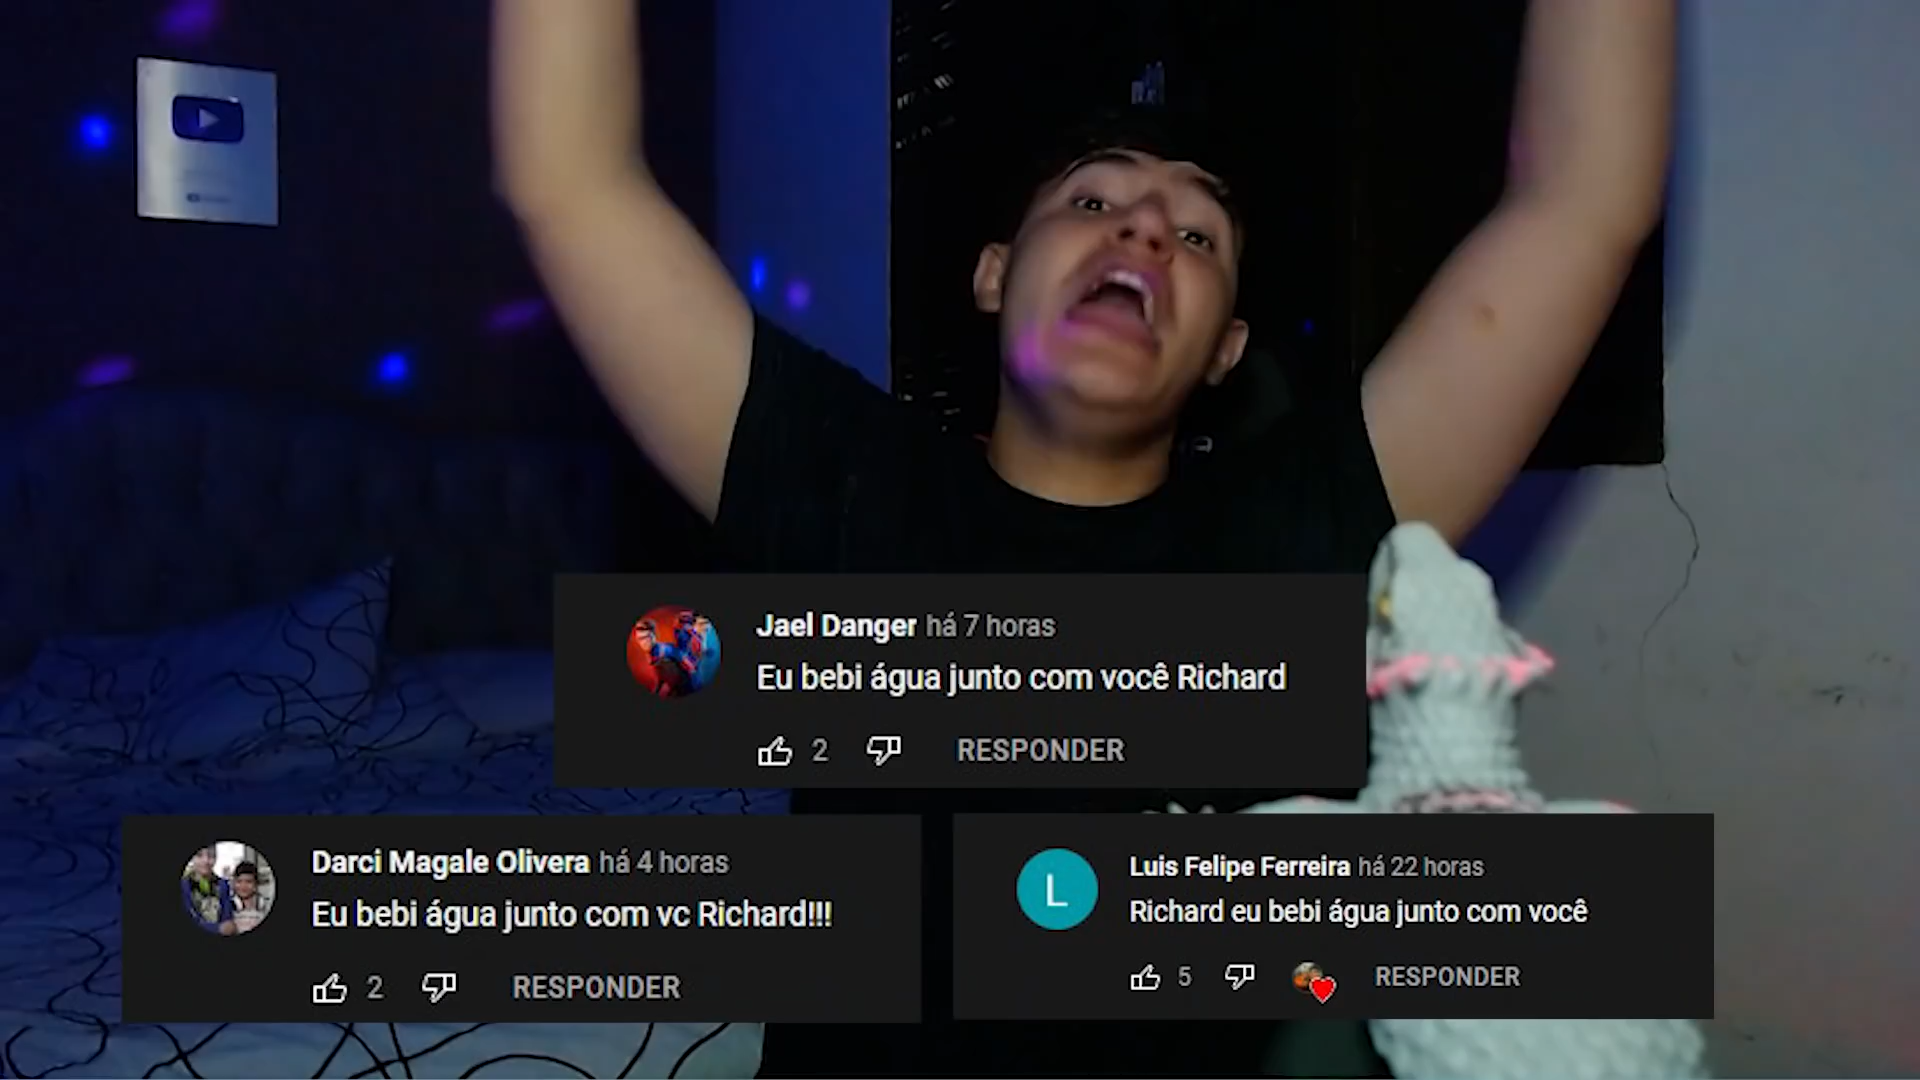 Jael Danger há 7 horas
Eu bebi água junto com você Richard
2 RESPONDER
Darci Magale Olivera há 4 horas
Eu bebi água junto com vc Richard!!!
2 RESPONDER
L
Luis Felipe Ferreira há 22 horas
Richard eu bebi água junto com você
5 RESPONDER